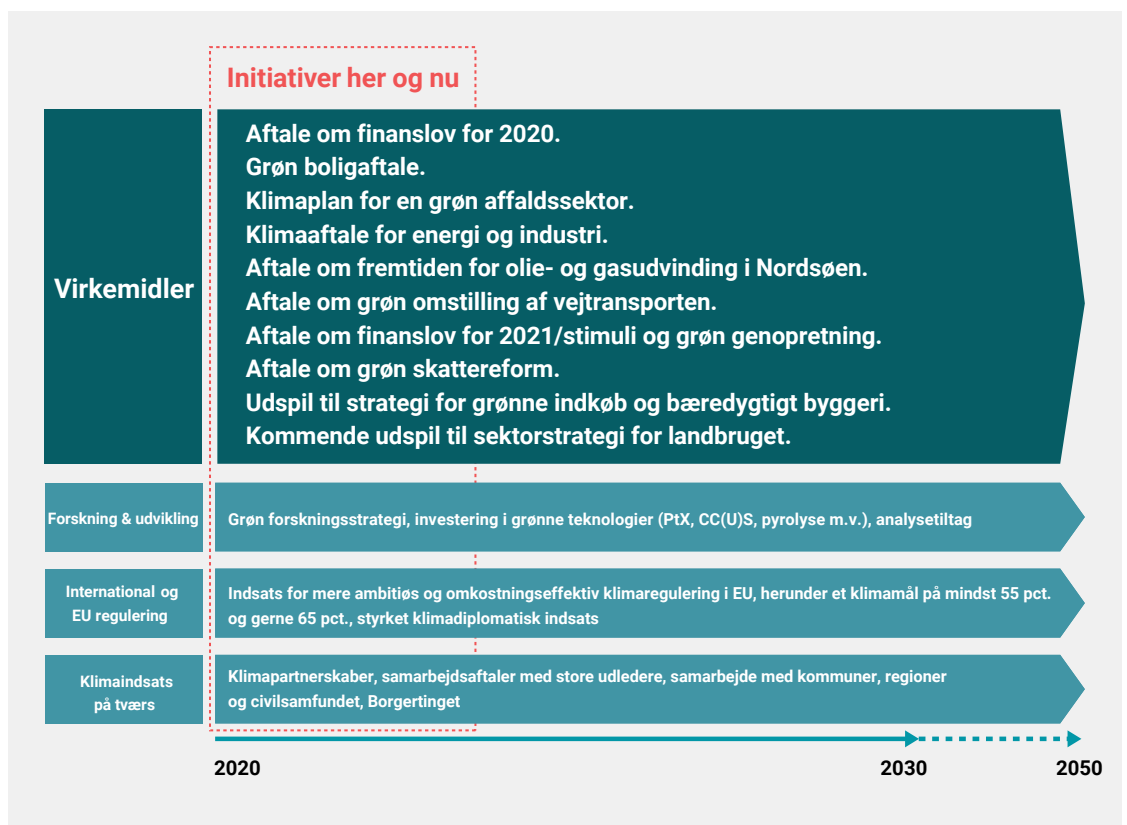 Initiativer her og nu
Virkemidler
Aftale om finanslov for 2020.
Grøn boligaftale.
Klimaplan for en grøn affaldssektor.
Klimaaftale for energi og industri.
Aftale om fremtiden for olie- og gasudvinding i Nordsøen.
Aftale om grøn omstilling af vejtransporten.
Aftale om finanslov for 2021/stimuli og grøn genopretning.
Aftale om grøn skattereform.
Udspil til strategi for grønne indkøb og bæredygtigt byggeri.
Kommende udspil til sektorstrategi for landbruget.
Forskning & udvikling
Grøn forskningsstrategi, investering i grønne teknologier (PtX, CC(U)S, pyrolyse m.v.), analysetiltag
International og
EU regulering
Indsats for mere ambitiøs og omkostningseffektiv klimaregulering i EU, herunder et klimamål på mindst 55 pct.
og gerne 65 pct., styrket klimadiplomatisk indsats
Klimaindsats
på tværs
Klimapartnerskaber, samarbejdsaftaler med store udledere, samarbejde med kommuner, regioner
og civilsamfundet, Borgertinget
2020
2030
2050